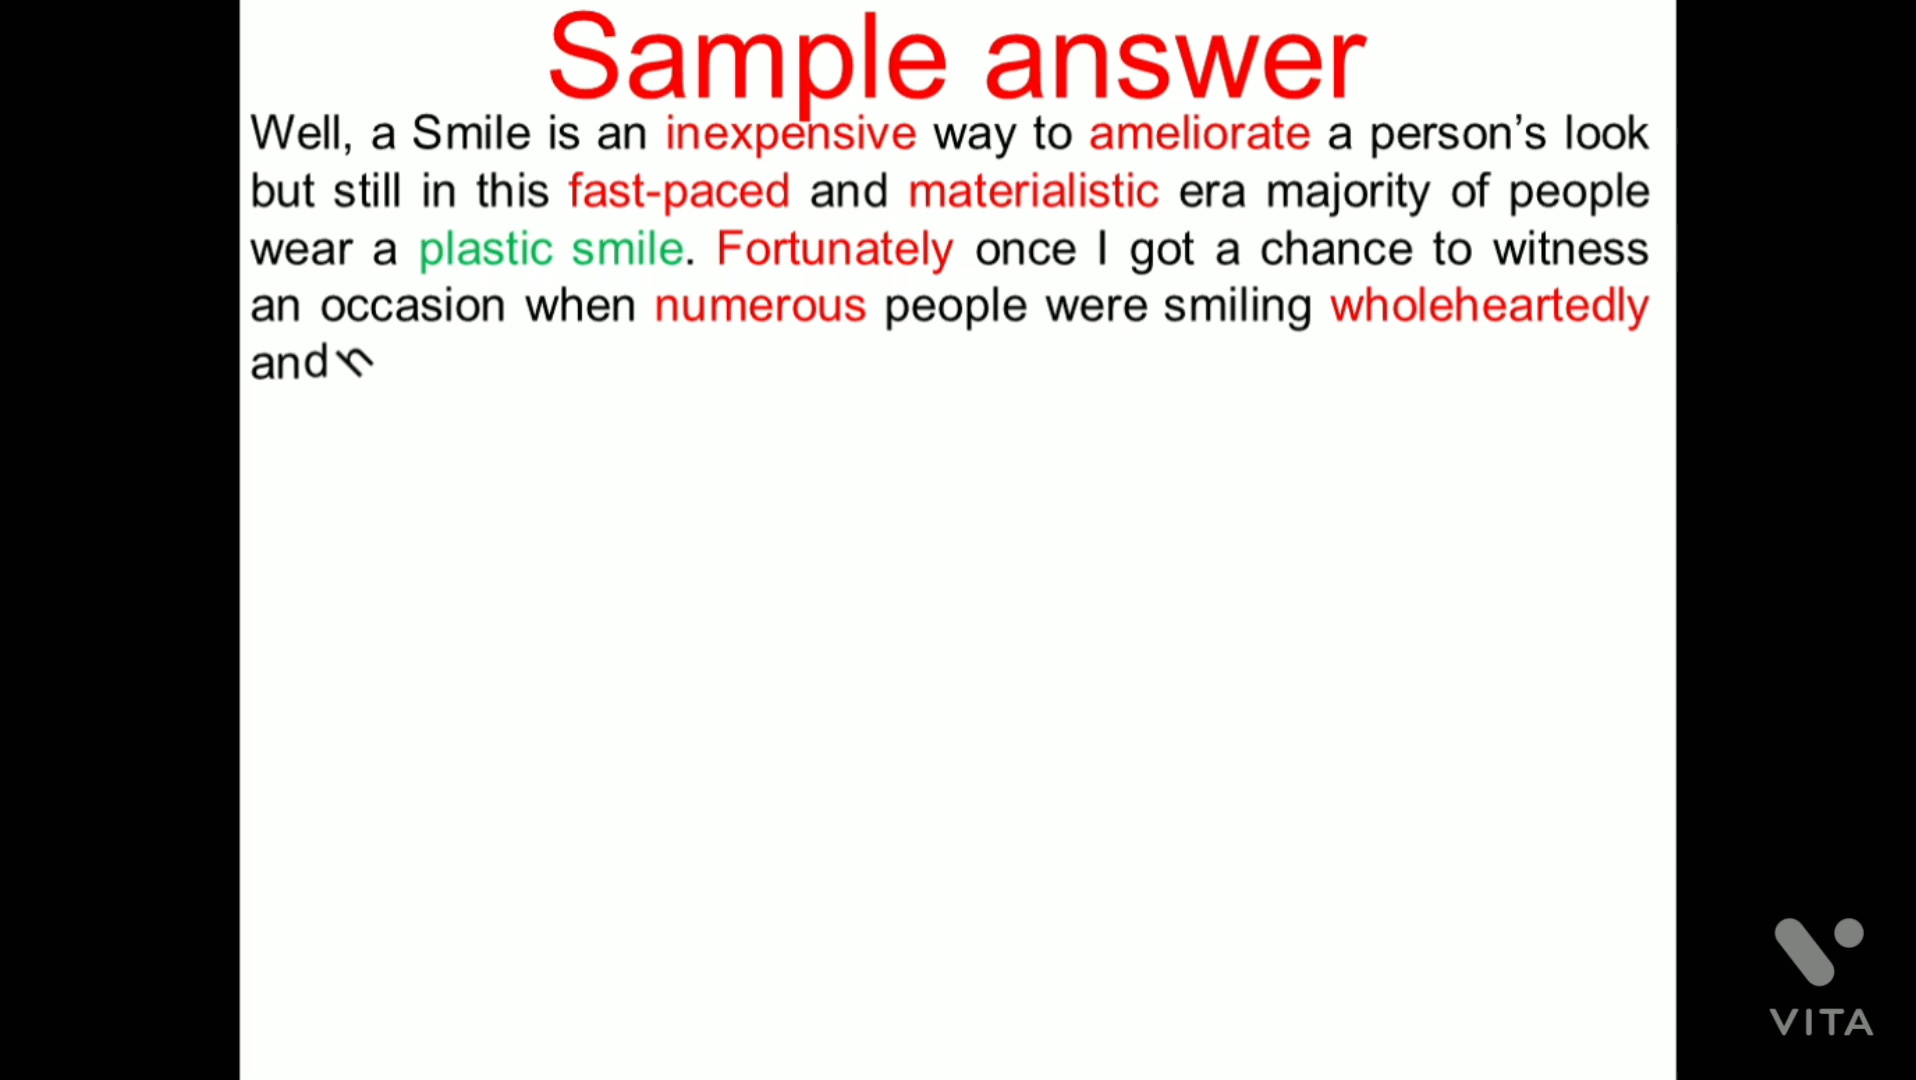 Sample answer
Well, a Smile is an inexpensive way to ameliorate a person’s look
but still in this fast-paced and materialistic era majority of people
wear a plastic smile. Fortunately once I got a chance to witness
an occasion when numerous people were smiling wholeheartedly
and
VITA